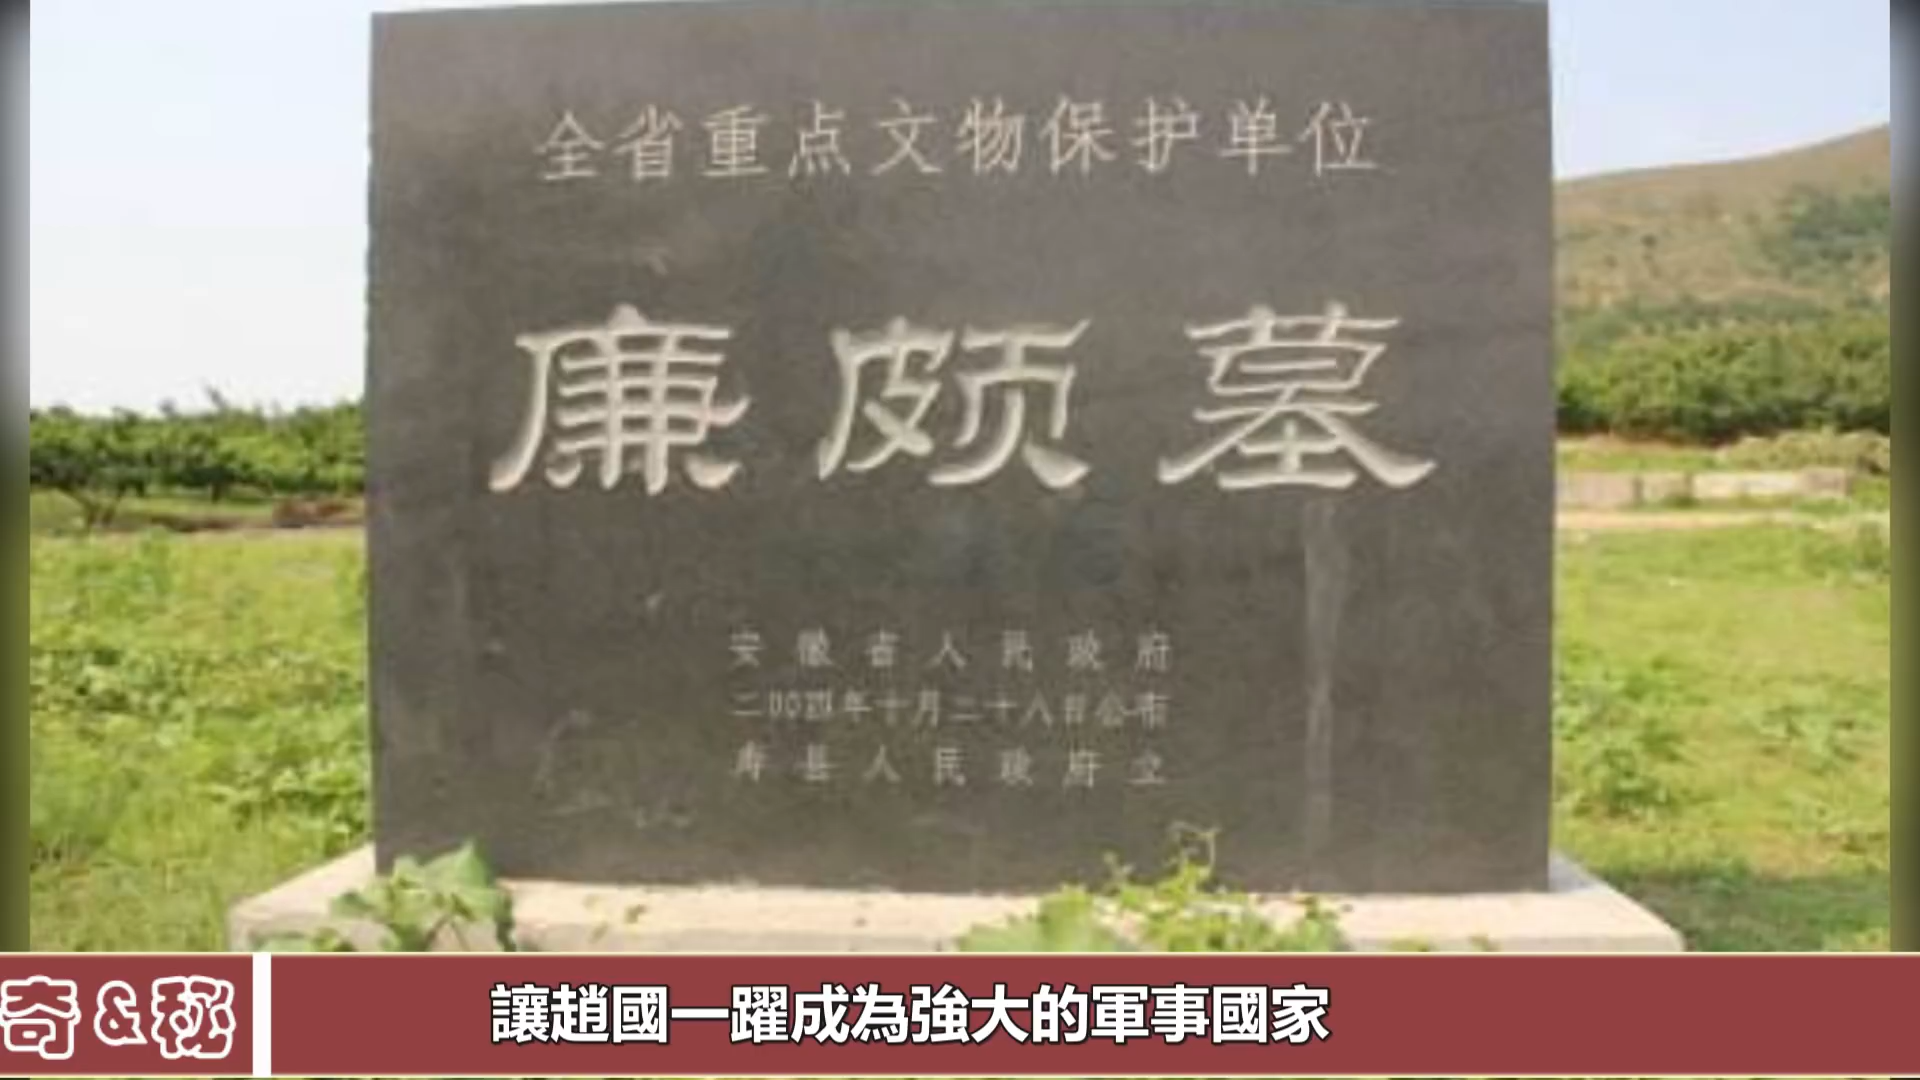 全省重点文物保护单位
廉颇墓
安徽省人民政府
二00四年十月二十八日公布
寿县人民政府立
奇&秘
讓趙國一躍成為強大的軍事國家